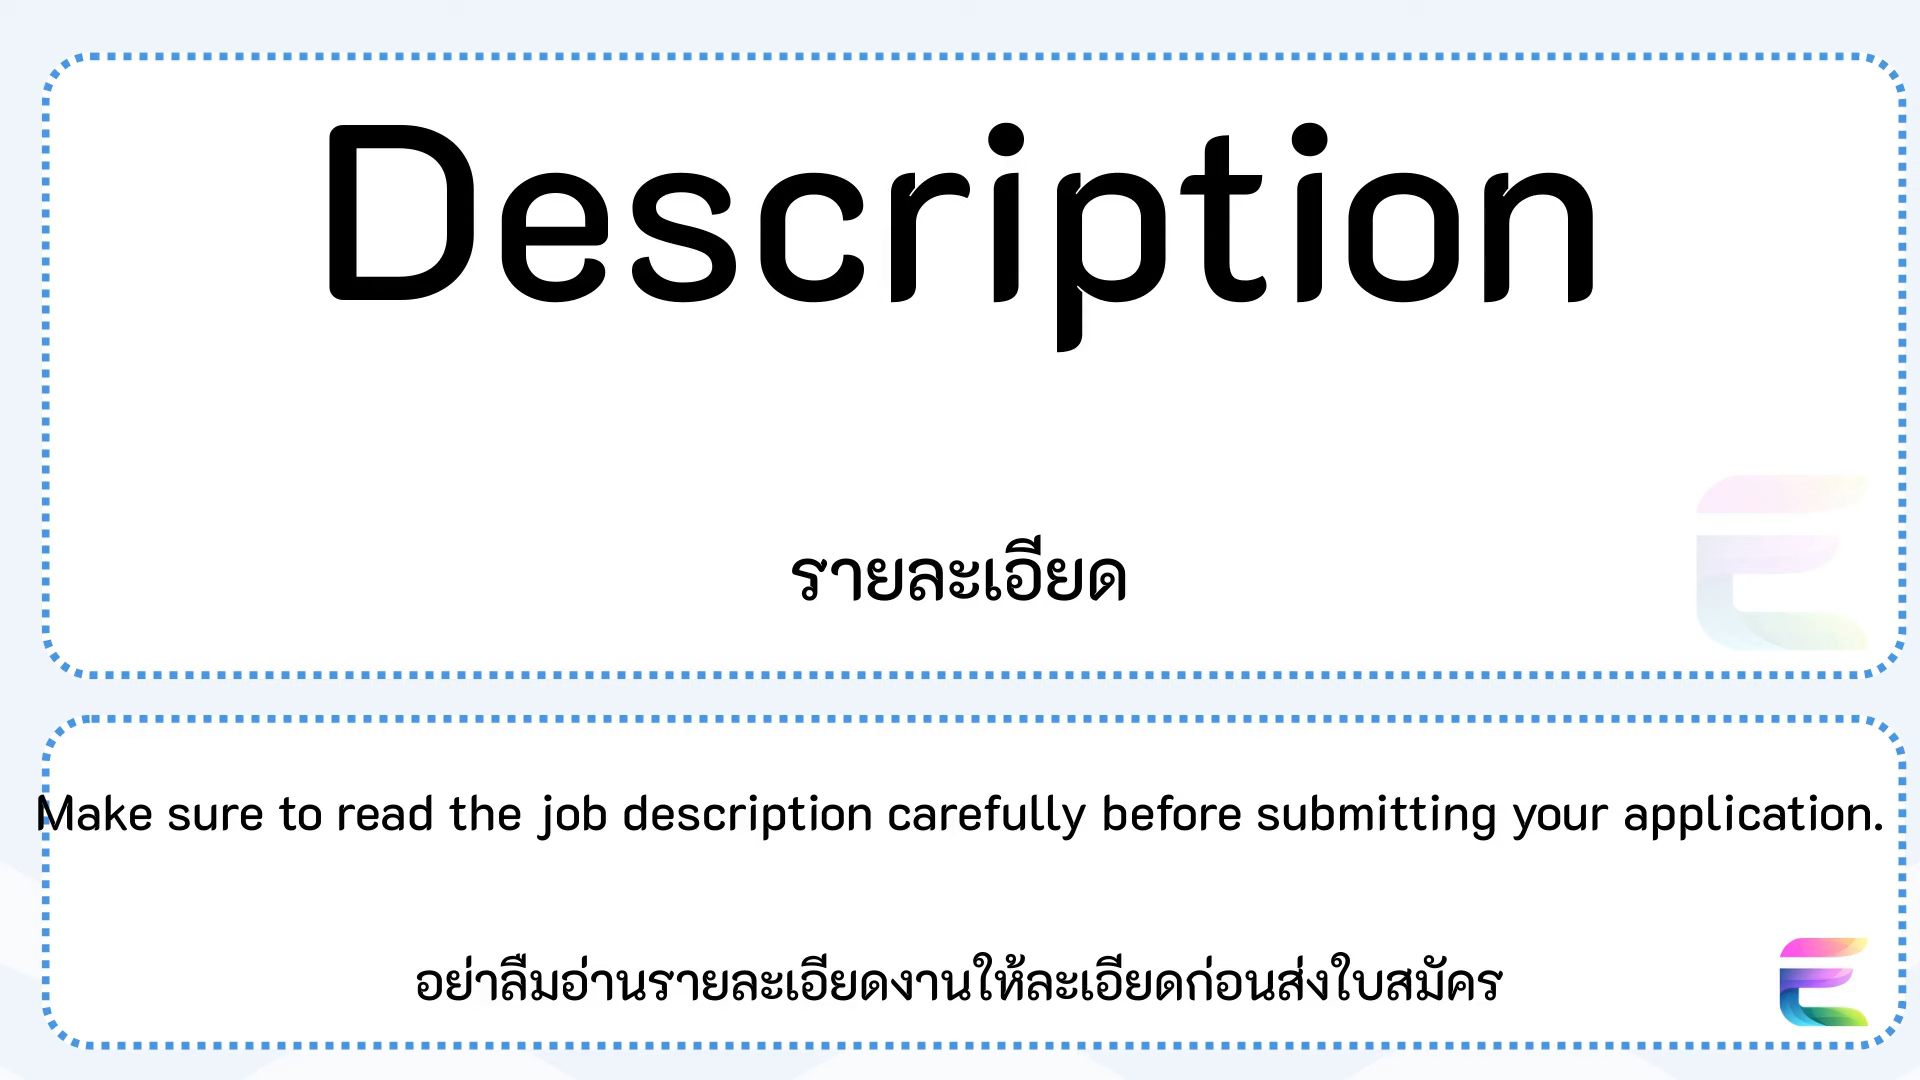 Description
รายละเอียด
Make sure to read the job description carefully before submitting your application.
อย่าลืมอ่านรายละเอียดงานให้ละเอียดก่อนส่งใบสมัคร